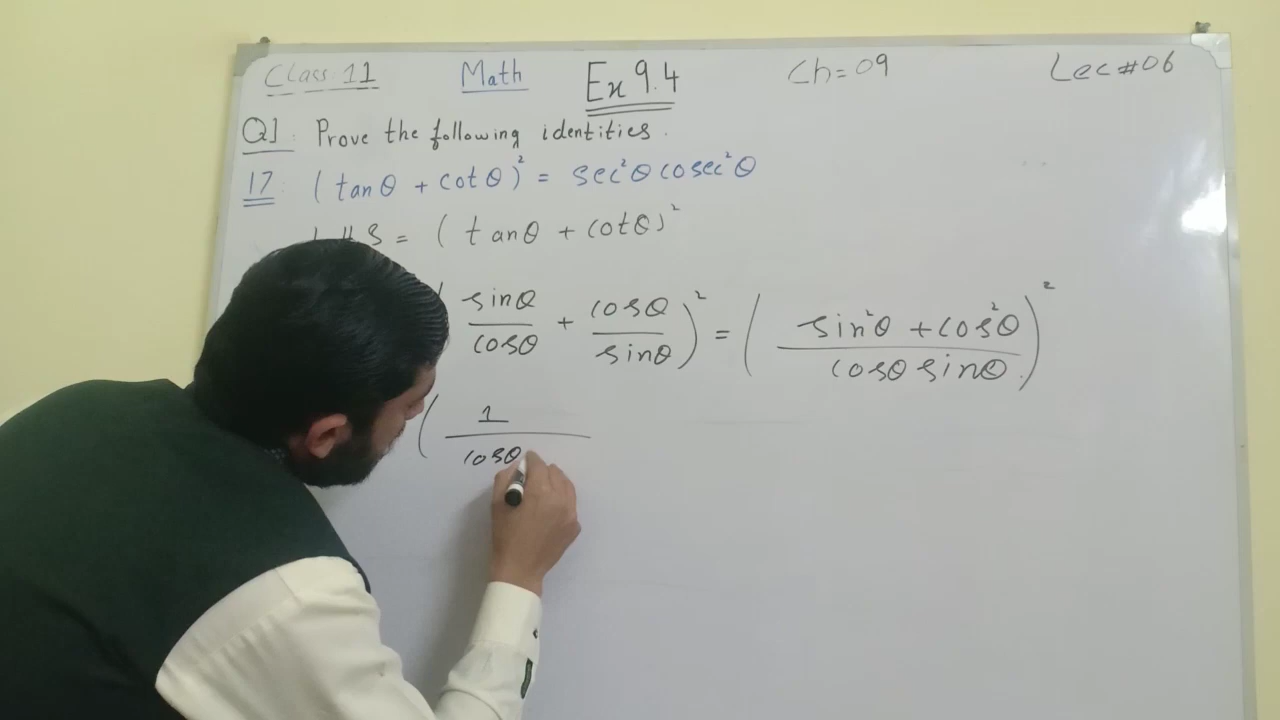 Class: 11 Math Ex 9.4 Ch=09 Lec#06
Q1: Prove the following identities.
17: (tanθ + cotθ)² = sec²θ cosec²θ
LHS = (tanθ + cotθ)²
( sinθ/cosθ + cosθ/sinθ )² = ( sin²θ + cos²θ / cosθ sinθ )²
( 1 / cosθ